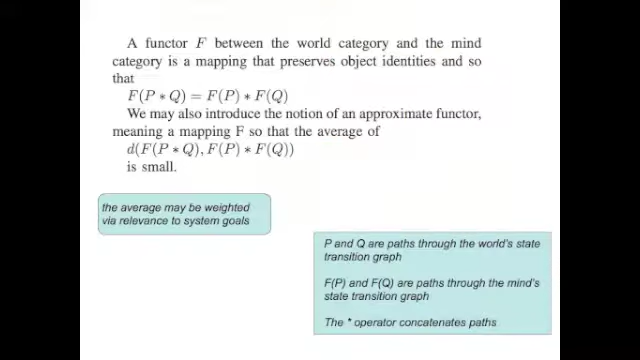 A functor F between the world category and the mind
category is a mapping that preserves object identities and so
that
F(P * Q) = F(P) * F(Q)
We may also introduce the notion of an approximate functor,
meaning a mapping F so that the average of
d(F(P * Q), F(P) * F(Q))
is small.
the average may be weighted
via relevance to system goals
P and Q are paths through the world's state
transition graph
F(P) and F(Q) are paths through the mind's
state transition graph
The * operator concatenates paths